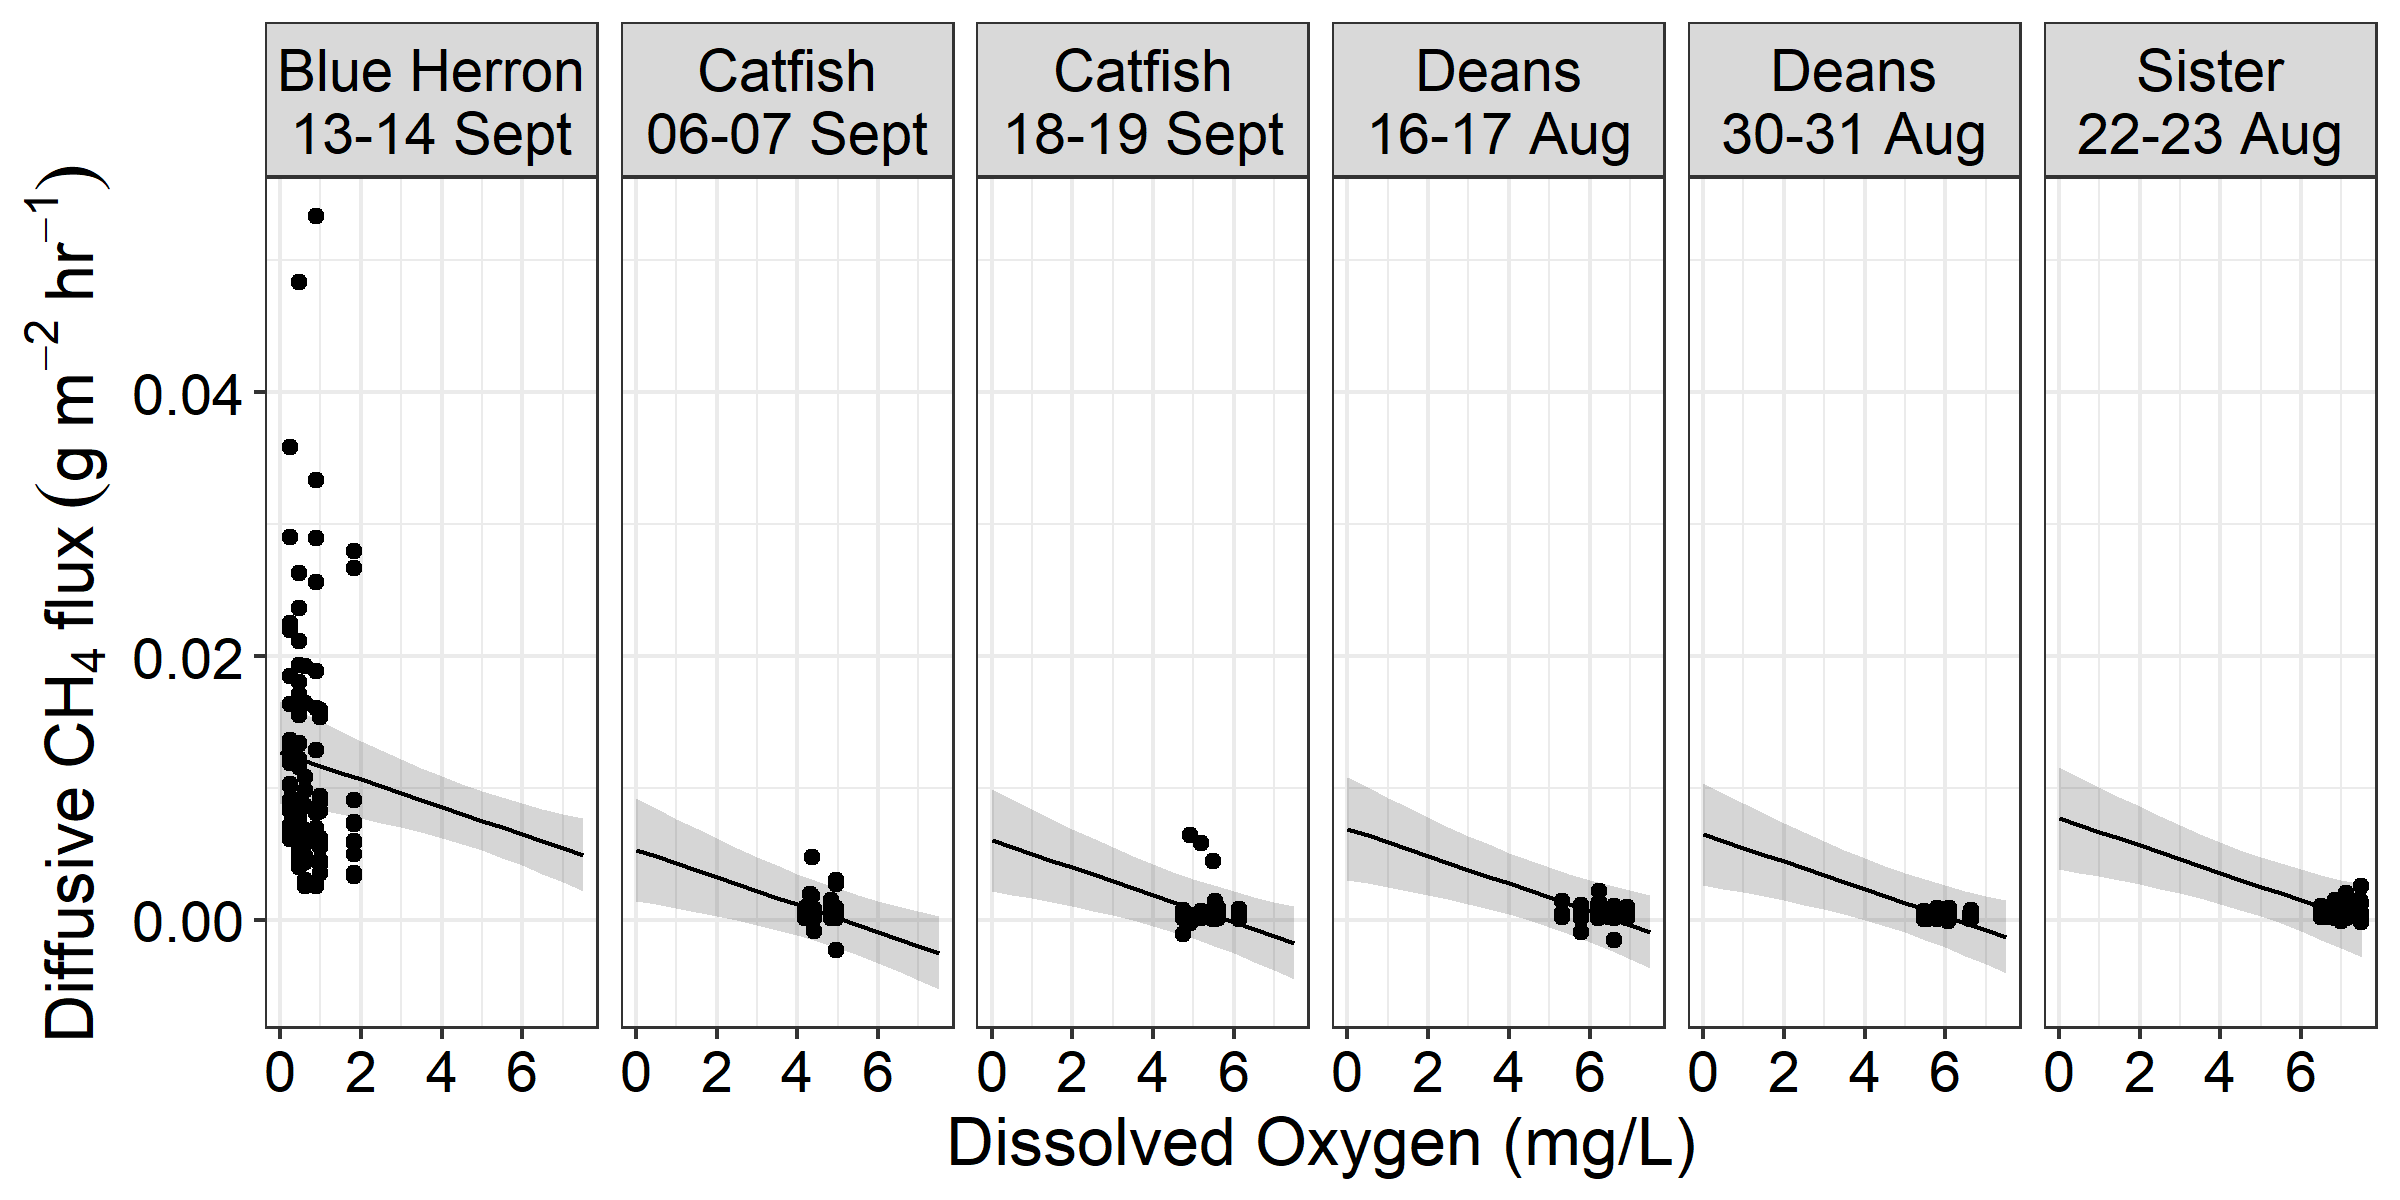 Blue Herron
13-14 Sept
Catfish
06-07 Sept
Catfish
18-19 Sept
Deans
16-17 Aug
Deans
30-31 Aug
Sister
22-23 Aug
Diffusive CH₄ flux (g m⁻² hr⁻¹)
0.04
0.02
0.00
0 2 4 6
0 2 4 6
0 2 4 6
0 2 4 6
0 2 4 6
0 2 4 6
Dissolved Oxygen (mg/L)